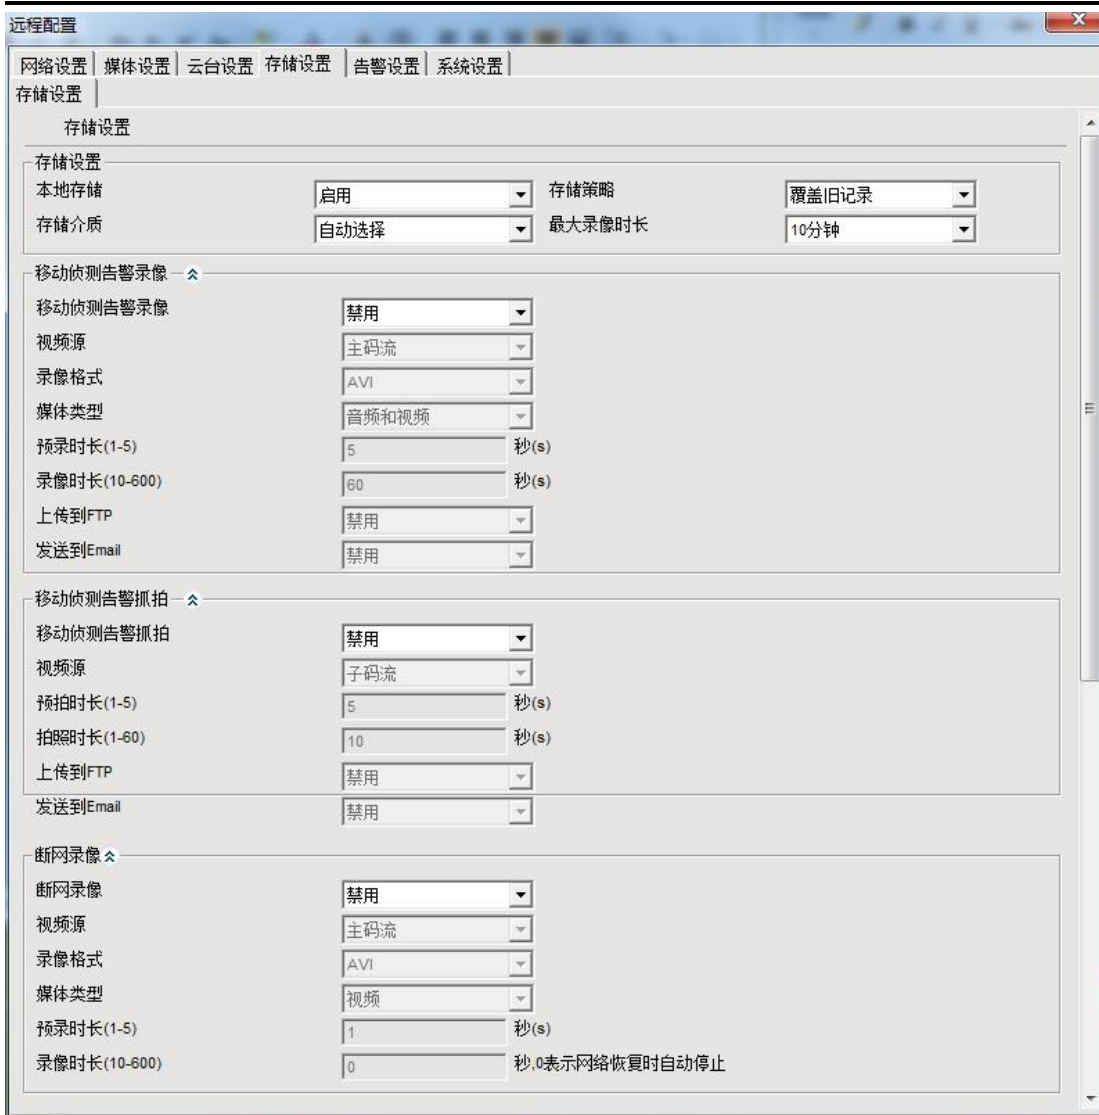 远程配置
网络设置 媒体设置 云台设置 存储设置 告警设置 系统设置
存储设置
存储设置
存储设置
本地存储 启用 存储策略 覆盖旧记录
存储介质 自动选择 最大录像时长 10分钟
移动侦测告警录像
移动侦测告警录像 禁用
视频源 主码流
录像格式 AVI
媒体类型 音频和视频
预录时长(1-5) 5 秒(s)
录像时长(10-600) 60 秒(s)
上传到FTP 禁用
发送到Email 禁用
移动侦测告警抓拍
移动侦测告警抓拍 禁用
视频源 子码流
预拍时长(1-5) 5 秒(s)
拍照时长(1-60) 10 秒(s)
上传到FTP 禁用
发送到Email 禁用
断网录像
断网录像 禁用
视频源 主码流
录像格式 AVI
媒体类型 视频
预录时长(1-5) 1 秒(s)
录像时长(10-600) 0 秒,0表示网络恢复时自动停止